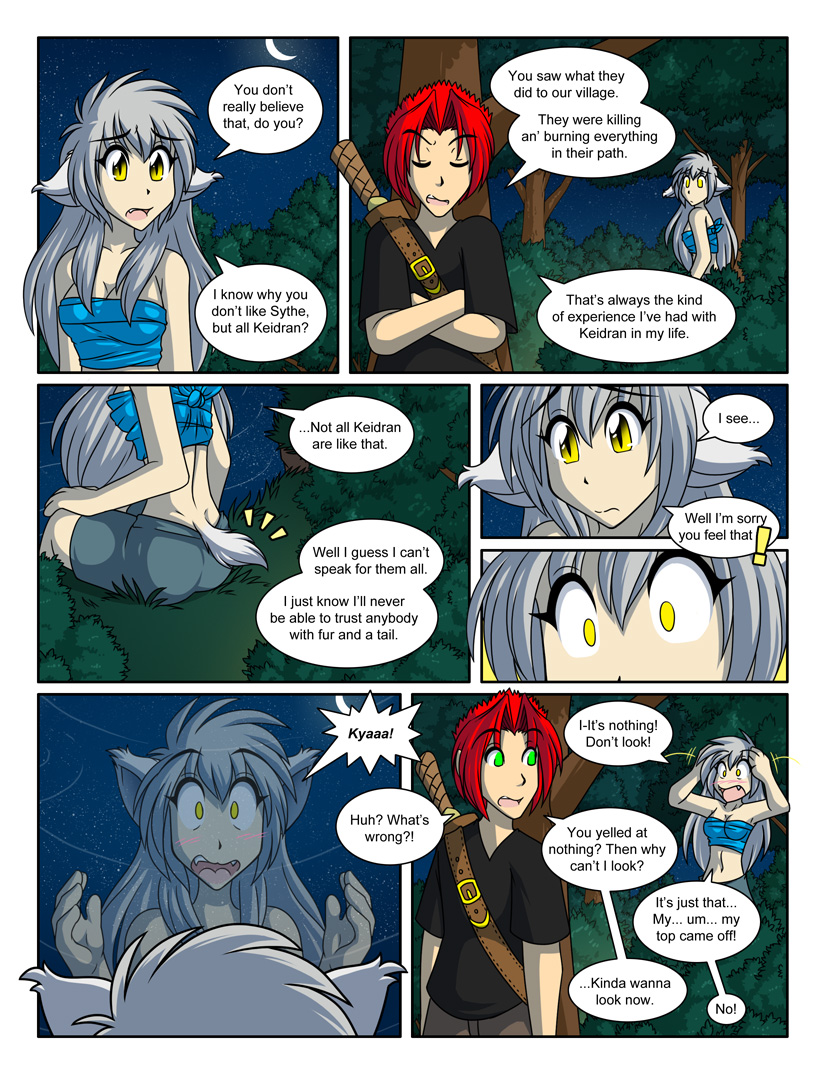 You don't
really believe
that, do you?
I know why you
don't like Sythe,
but all Keidran?
You saw what they
did to our village.
They were killing
an' burning everything
in their path.
That's always the kind
of experience I've had with
Keidran in my life.
...Not all Keidran
are like that.
Well I guess I can't
speak for them all.
I just know I'll never
be able to trust anybody
with fur and a tail.
I see...
Well I'm sorry
you feel that
!
Kyaaa!
Huh? What's
wrong?!
I-It's nothing!
Don't look!
You yelled at
nothing? Then why
can't I look?
It's just that...
My... um... my
top came off!
...Kinda wanna
look now.
No!